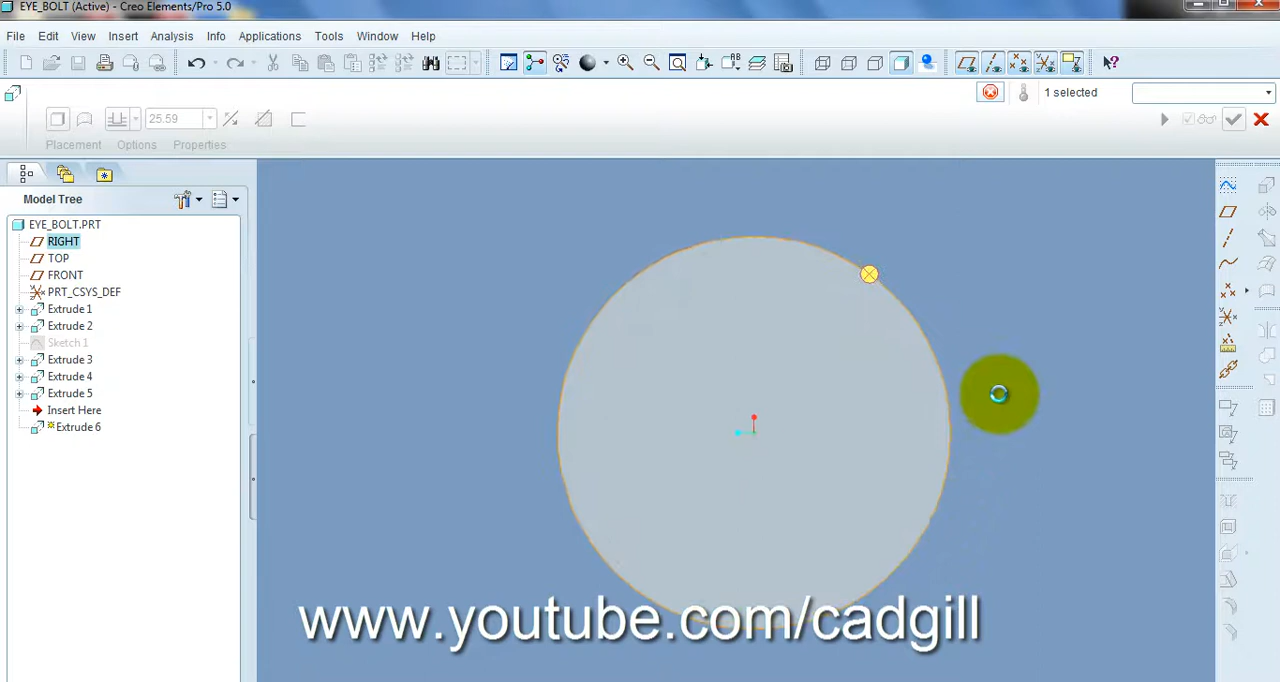 EYE_BOLT (Active) - Creo Elements/Pro 5.0
File Edit View Insert Analysis Info Applications Tools Window Help
1 selected
25.59
Placement Options Properties
Model Tree
EYE_BOLT.PRT
RIGHT
TOP
FRONT
PRT_CSYS_DEF
Extrude 1
Extrude 2
Sketch 1
Extrude 3
Extrude 4
Extrude 5
Insert Here
Extrude 6
www.youtube.com/cadgill